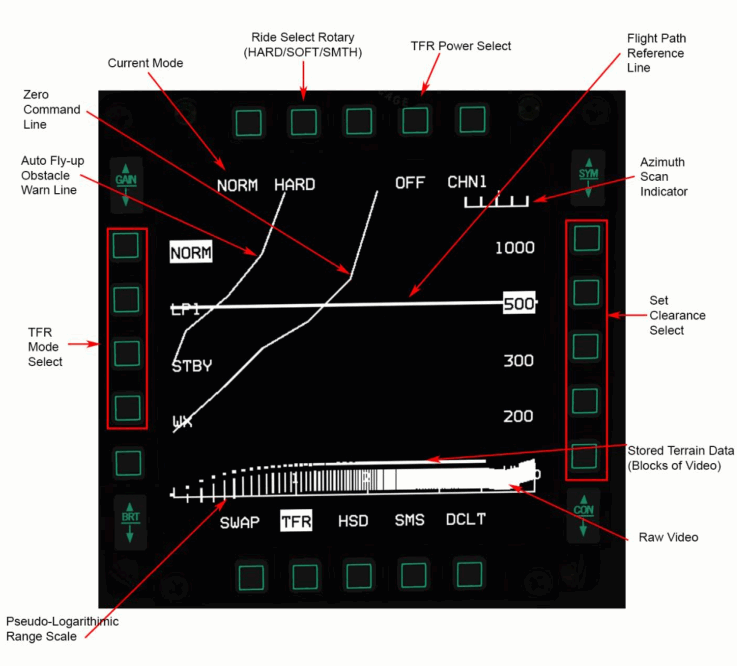 Ride Select Rotary
(HARD/SOFT/SMTH)
TFR Power Select
Flight Path
Reference
Line
Current Mode
Zero
Command
Line
Auto Fly-up
Obstacle
Warn Line
Azimuth
Scan
Indicator
GAIN
SYM
NORM HARD OFF CHN1
NORM
1000
LP1
500
STBY
300
WX
200
TFR
Mode
Select
Set
Clearance
Select
Stored Terrain Data
(Blocks of Video)
Raw Video
BRT
CON
SWAP TFR HSD SMS DCLT
Pseudo-Logarithimic
Range Scale